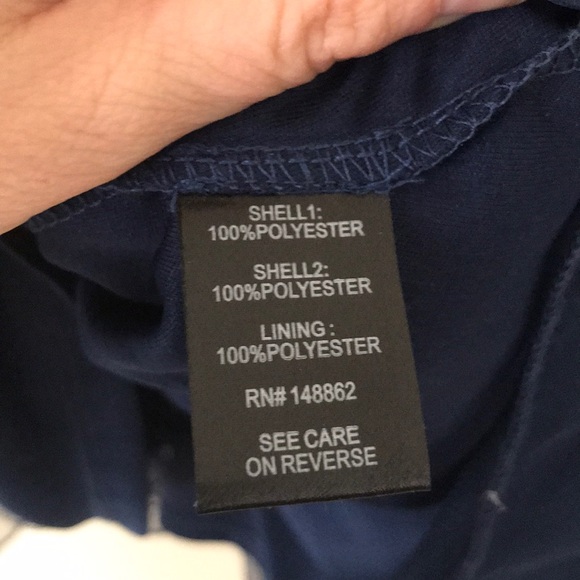 SHELL1:
100%POLYESTER
SHELL2:
100%POLYESTER
LINING:
100%POLYESTER
RN# 148862
SEE CARE
ON REVERSE